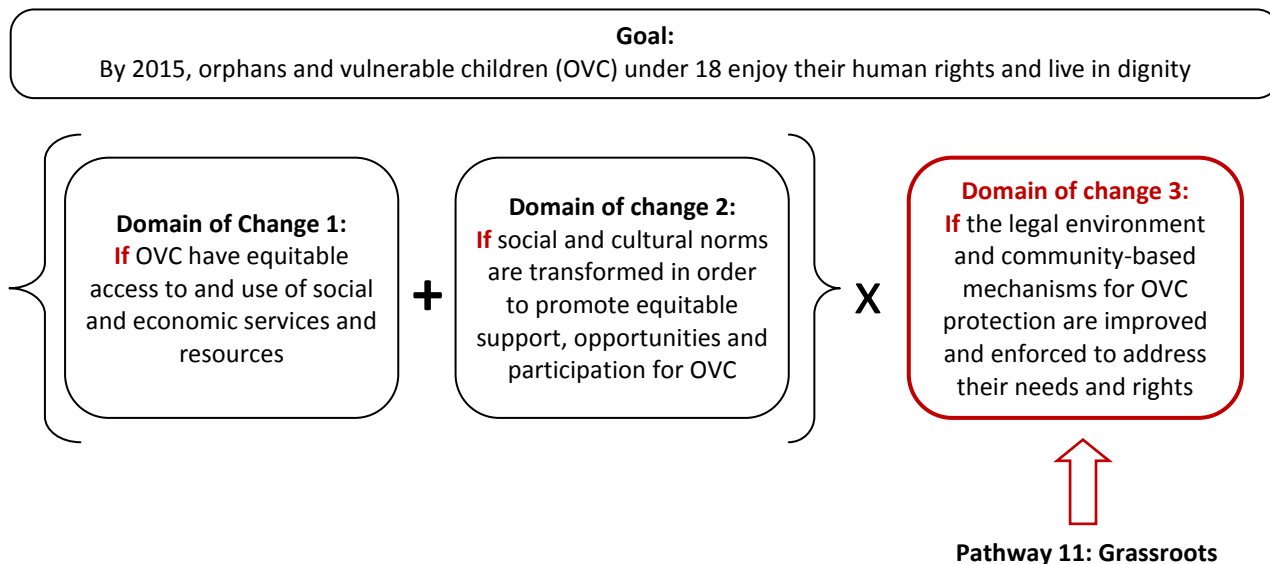 Goal:
By 2015, orphans and vulnerable children (OVC) under 18 enjoy their human rights and live in dignity
Domain of Change 1:
If OVC have equitable
access to and use of social
and economic services and
resources
+
Domain of change 2:
If social and cultural norms
are transformed in order
to promote equitable
support, opportunities and
participation for OVC
x
Domain of change 3:
If the legal environment
and community-based
mechanisms for OVC
protection are improved
and enforced to address
their needs and rights
Pathway 11: Grassroots